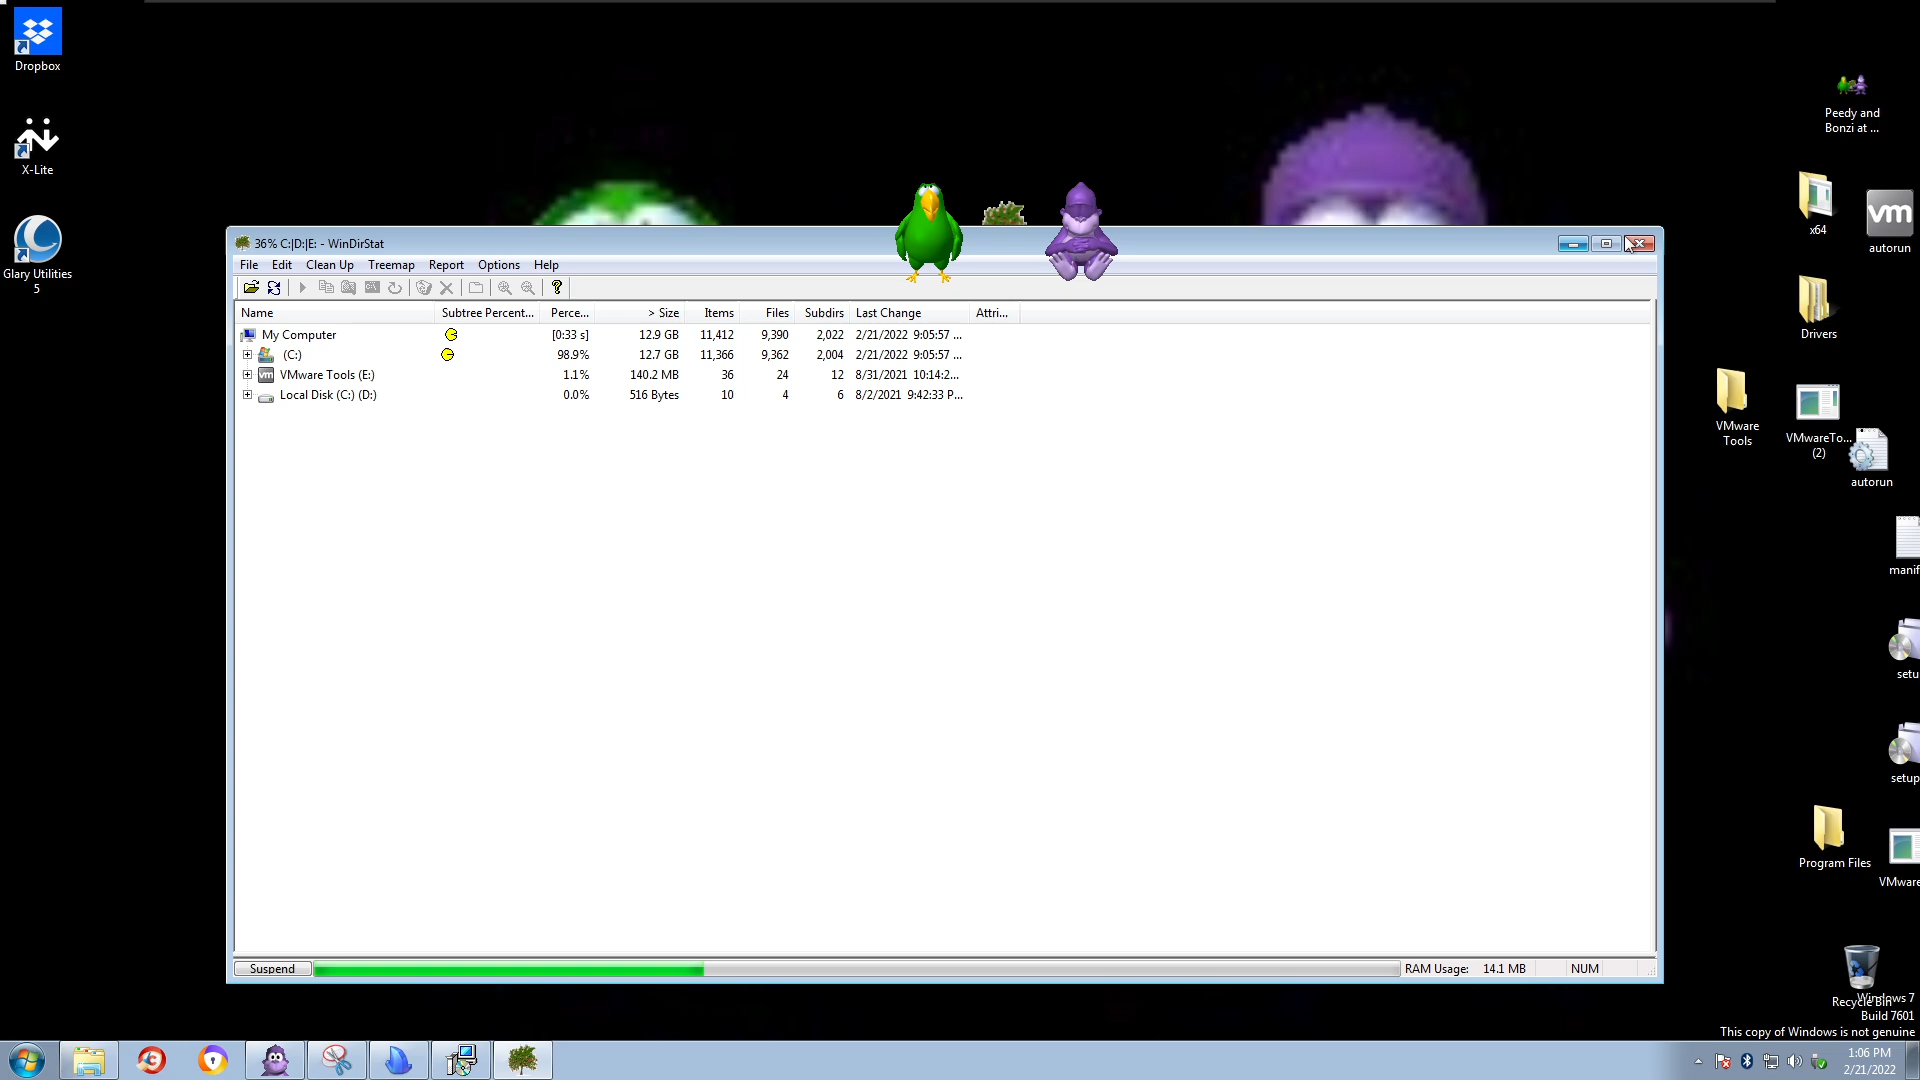 Dropbox
X-Lite
Glary Utilities
5
Peedy and
Bonzi at ...
x64
vm
autorun
Drivers
VMware
Tools
VMwareTo...
(2)
autorun
manif
setu
setup
Program Files
VMware
Recycle Bin
Windows 7
Build 7601
This copy of Windows is not genuine
36% C:|D:|E: - WinDirStat
File Edit Clean Up Treemap Report Options Help
Name Subtree Percent... Perce... > Size Items Files Subdirs Last Change Attri...
My Computer [0:33 s] 12.9 GB 11,412 9,390 2,022 2/21/2022 9:05:57 ...
(C:) 98.9% 12.7 GB 11,366 9,362 2,004 2/21/2022 9:05:57 ...
vm VMware Tools (E:) 1.1% 140.2 MB 36 24 12 8/31/2021 10:14:2...
Local Disk (C:) (D:) 0.0% 516 Bytes 10 4 6 8/2/2021 9:42:33 P...
Suspend RAM Usage: 14.1 MB NUM
1:06 PM
2/21/2022